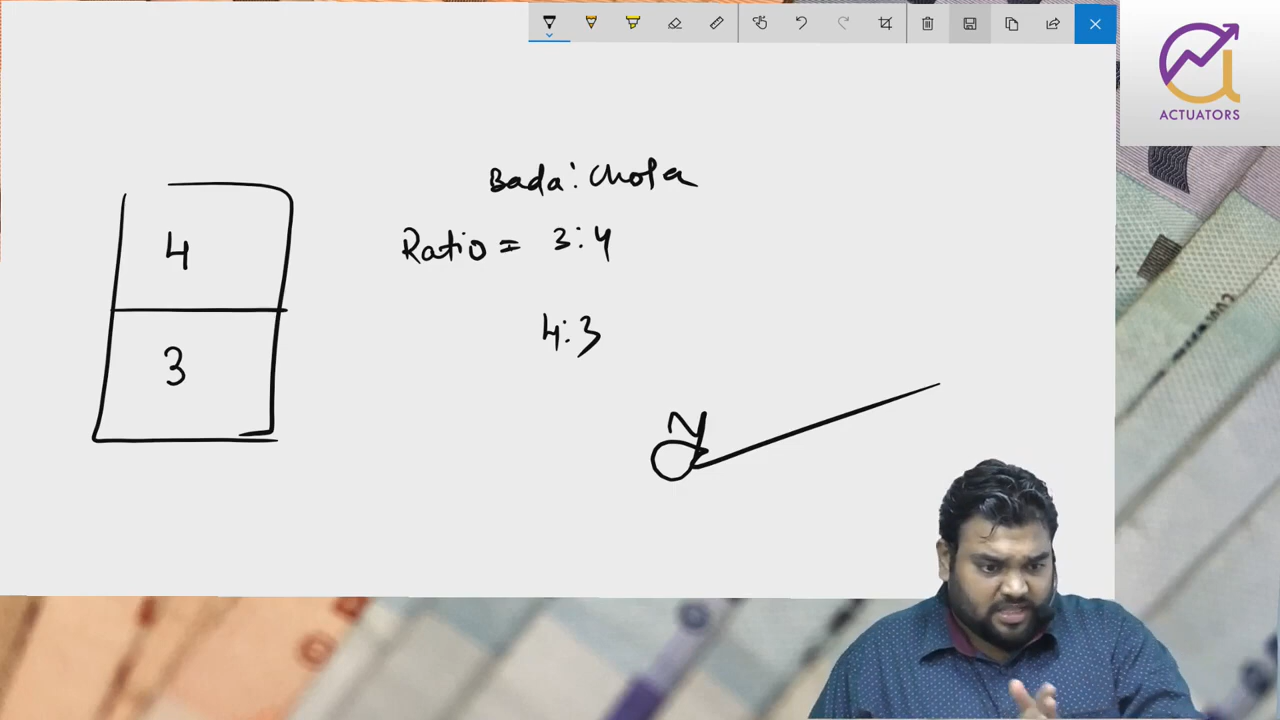 ACTUATORS
Bada : Chota
Ratio = 3:4
4:3
4
3